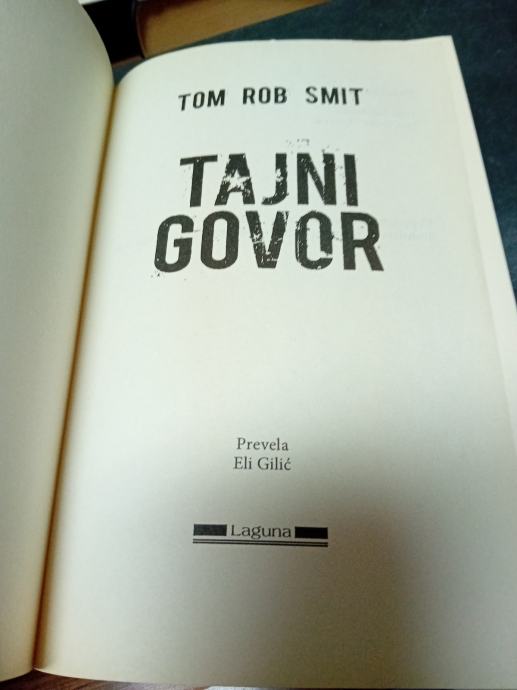 TOM ROB SMIT
TAJNI
GOVOR
Prevela
Eli Gilić
Laguna